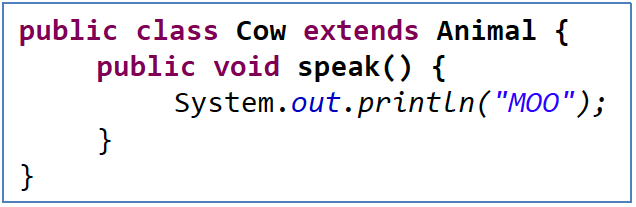 public class Cow extends Animal {
public void speak() {
System.out.println("MOO");
}
}